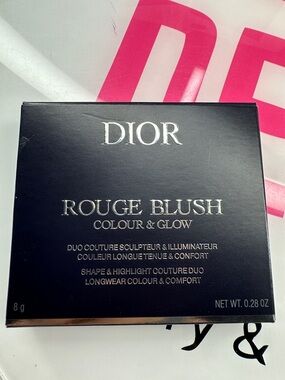 DE
DIOR
ROUGE BLUSH
COLOUR & GLOW
DUO COUTURE SCULPTEUR & ILLUMINATEUR
COULEUR LONGUE TENUE & CONFORT
SHAPE & HIGHLIGHT COUTURE DUO
LONGWEAR COLOUR & COMFORT
8 g
NET WT. 0.28 OZ
y &